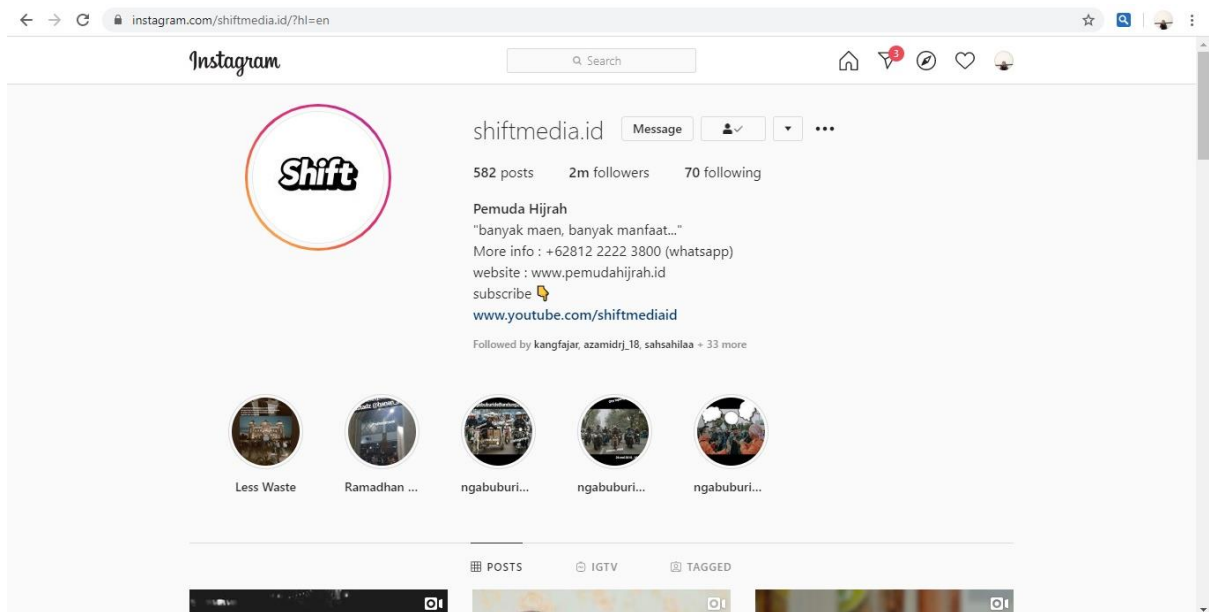 instagram.com/shiftmedia.id/?hl=en
Instagram
Search
3
Shift
shiftmedia.id Message
582 posts 2m followers 70 following
Pemuda Hijrah
"banyak maen, banyak manfaat..."
More info : +62812 2222 3800 (whatsapp)
website : www.pemudahijrah.id
subscribe 👇
www.youtube.com/shiftmediaid
Followed by kangfajar, azamidrj_18, sahsahilaa + 33 more
Less Waste Ramadhan ... ngabuburi... ngabuburi... ngabuburi...
POSTS IGTV TAGGED